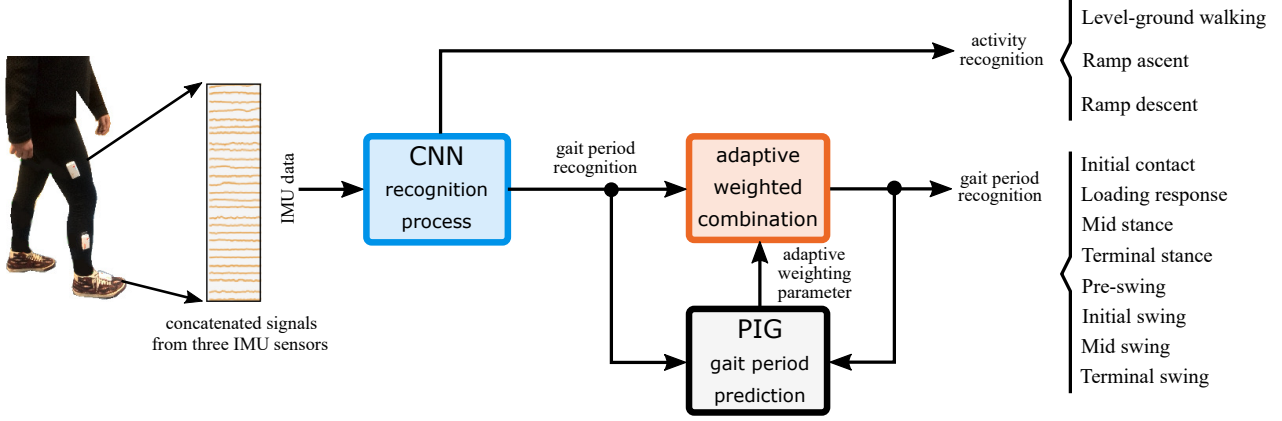 concatenated signals
from three IMU sensors
IMU data
CNN
recognition
process
activity
recognition
Level-ground walking
Ramp ascent
Ramp descent
gait period
recognition
adaptive
weighted
combination
gait period
recognition
adaptive
weighting
parameter
PIG
gait period
prediction
Initial contact
Loading response
Mid stance
Terminal stance
Pre-swing
Initial swing
Mid swing
Terminal swing